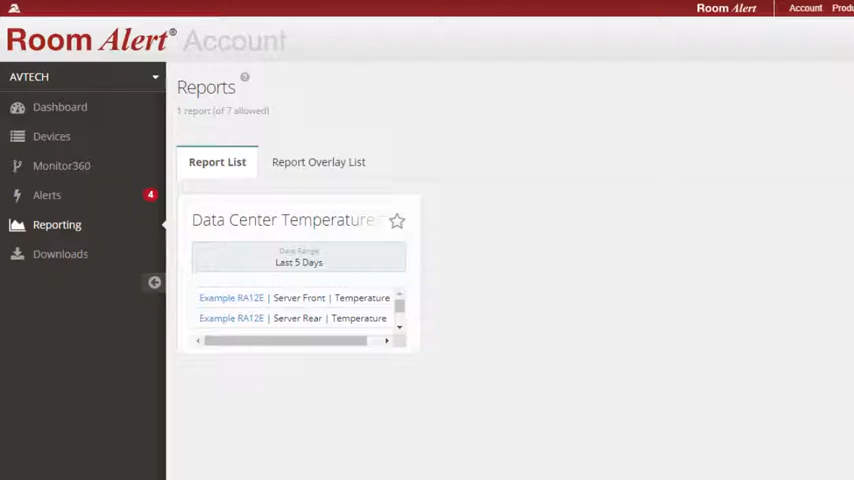 Room Alert
Account
Room Alert® Account
AVTECH
Dashboard
Devices
Monitor360
Alerts
4
Reporting
Downloads
Reports
1 report (of 7 allowed)
Report List
Report Overlay List
Data Center Temperature
Date Range
Last 5 Days
Example RA12E | Server Front | Temperature
Example RA12E | Server Rear | Temperature